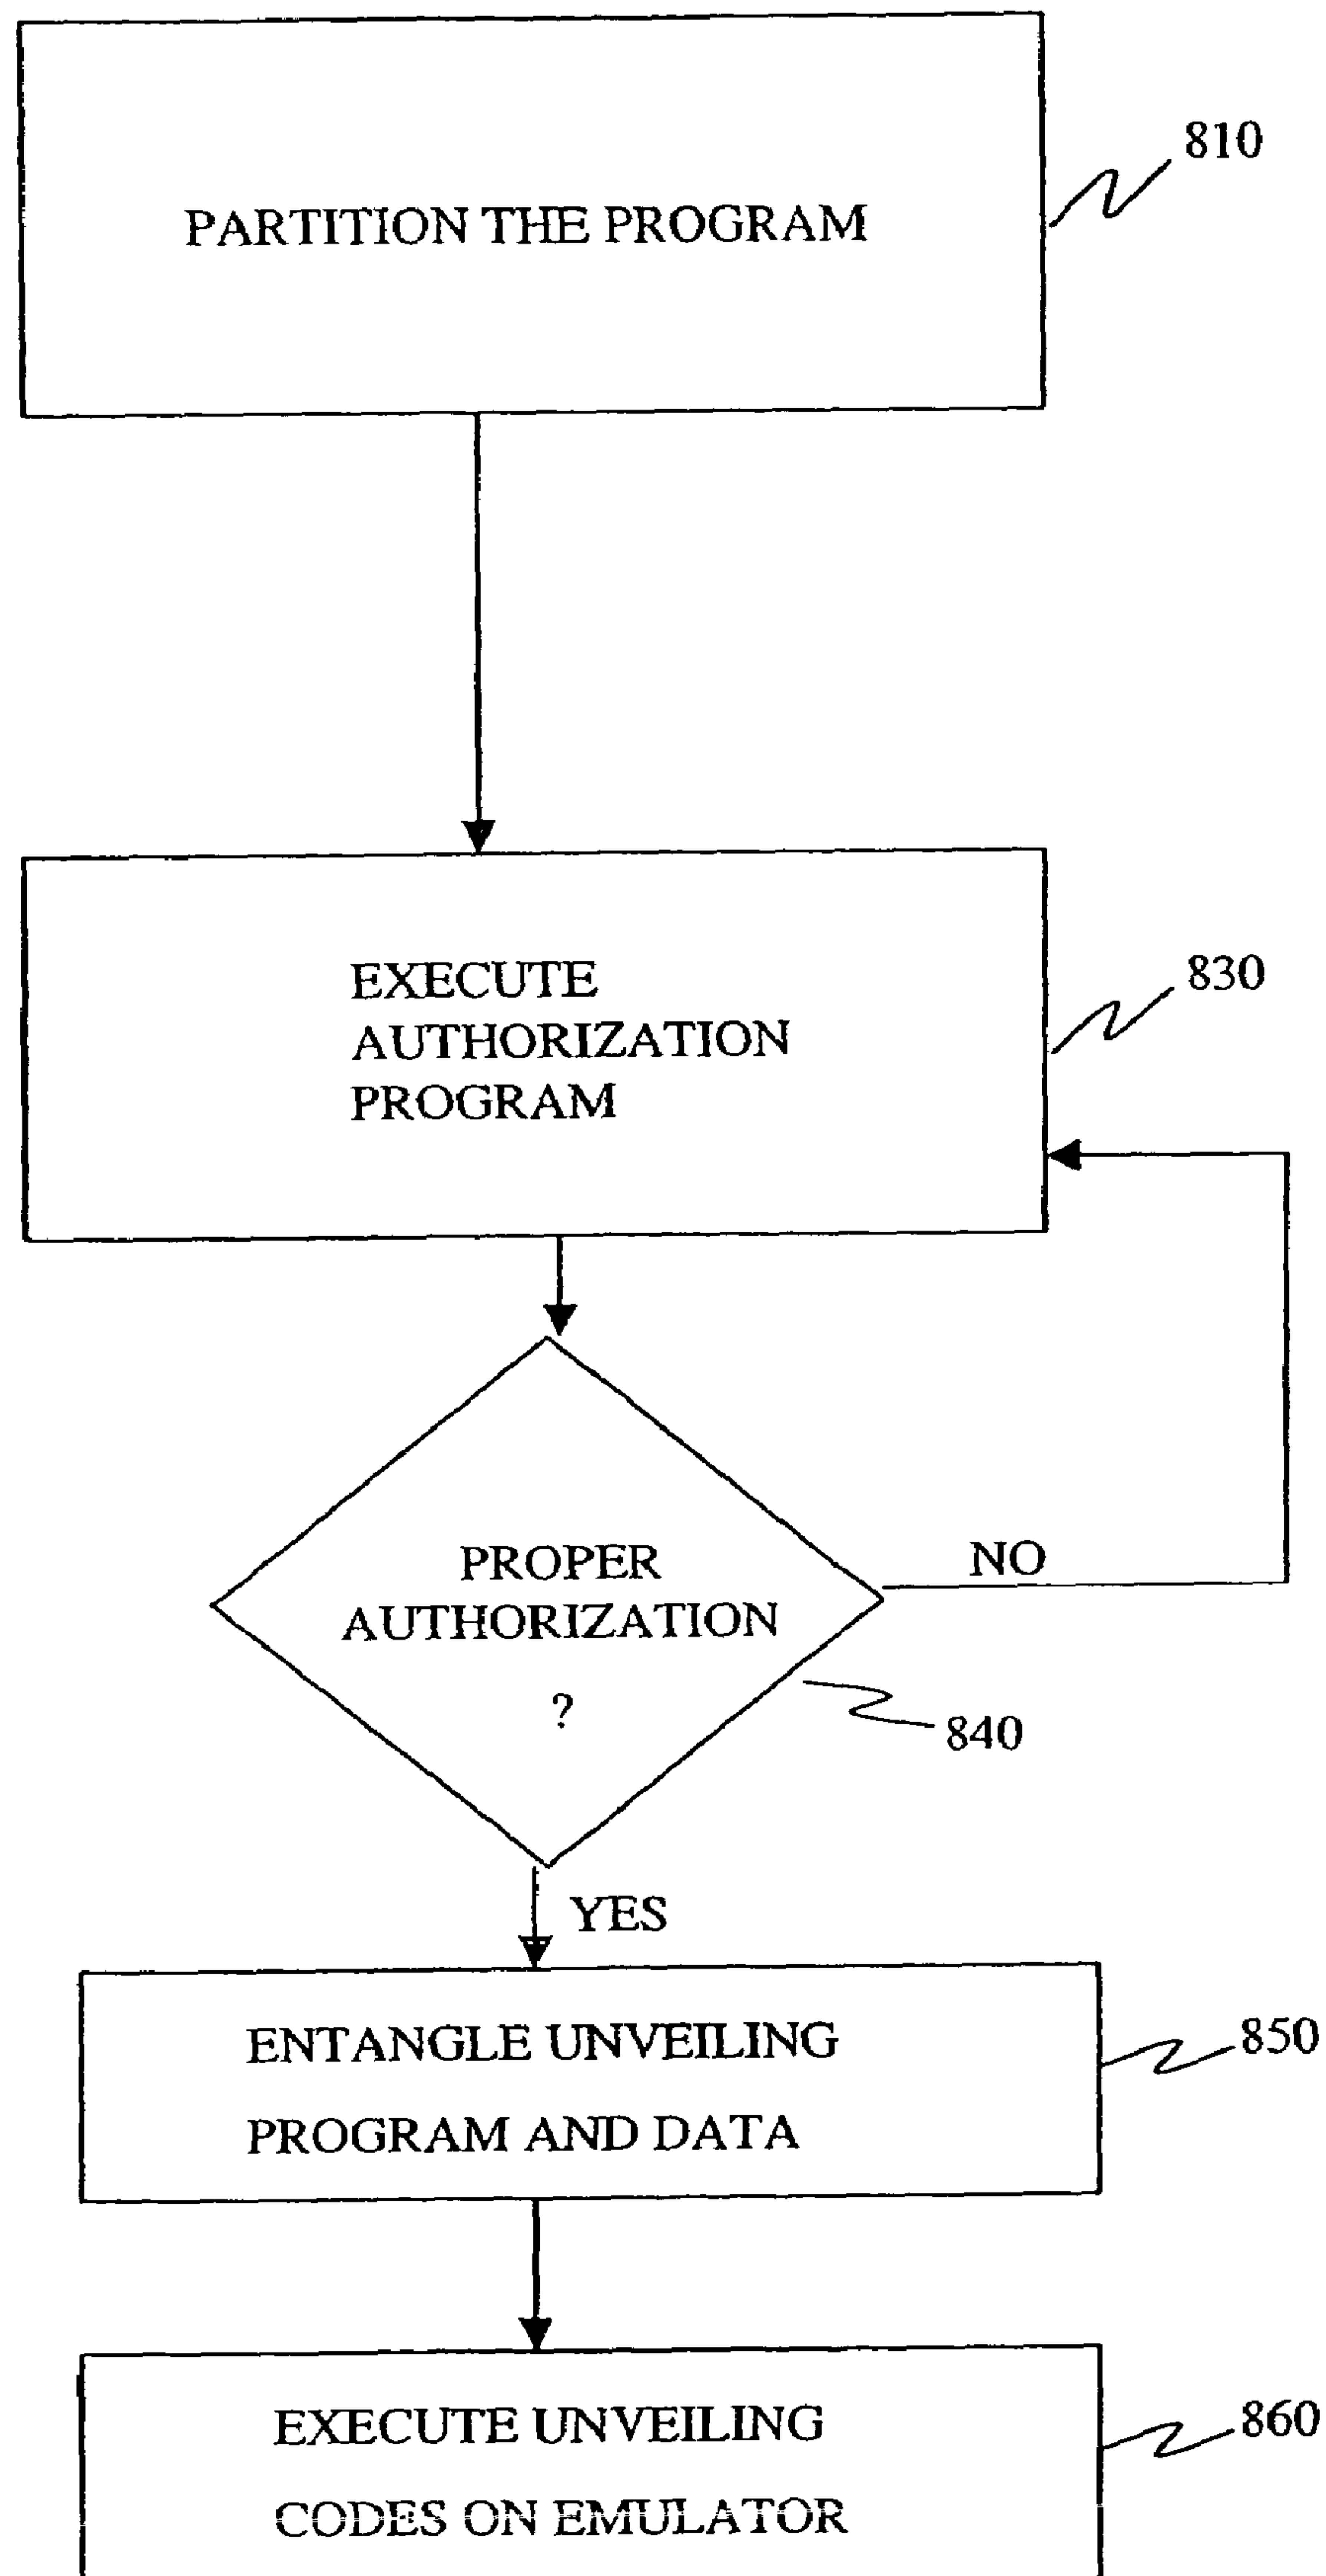 810
PARTITION THE PROGRAM
830
EXECUTE
AUTHORIZATION
PROGRAM
NO
PROPER
AUTHORIZATION
?
840
YES
ENTANGLE UNVEILING
850
PROGRAM AND DATA
860
EXECUTE UNVEILING
CODES ON EMULATOR